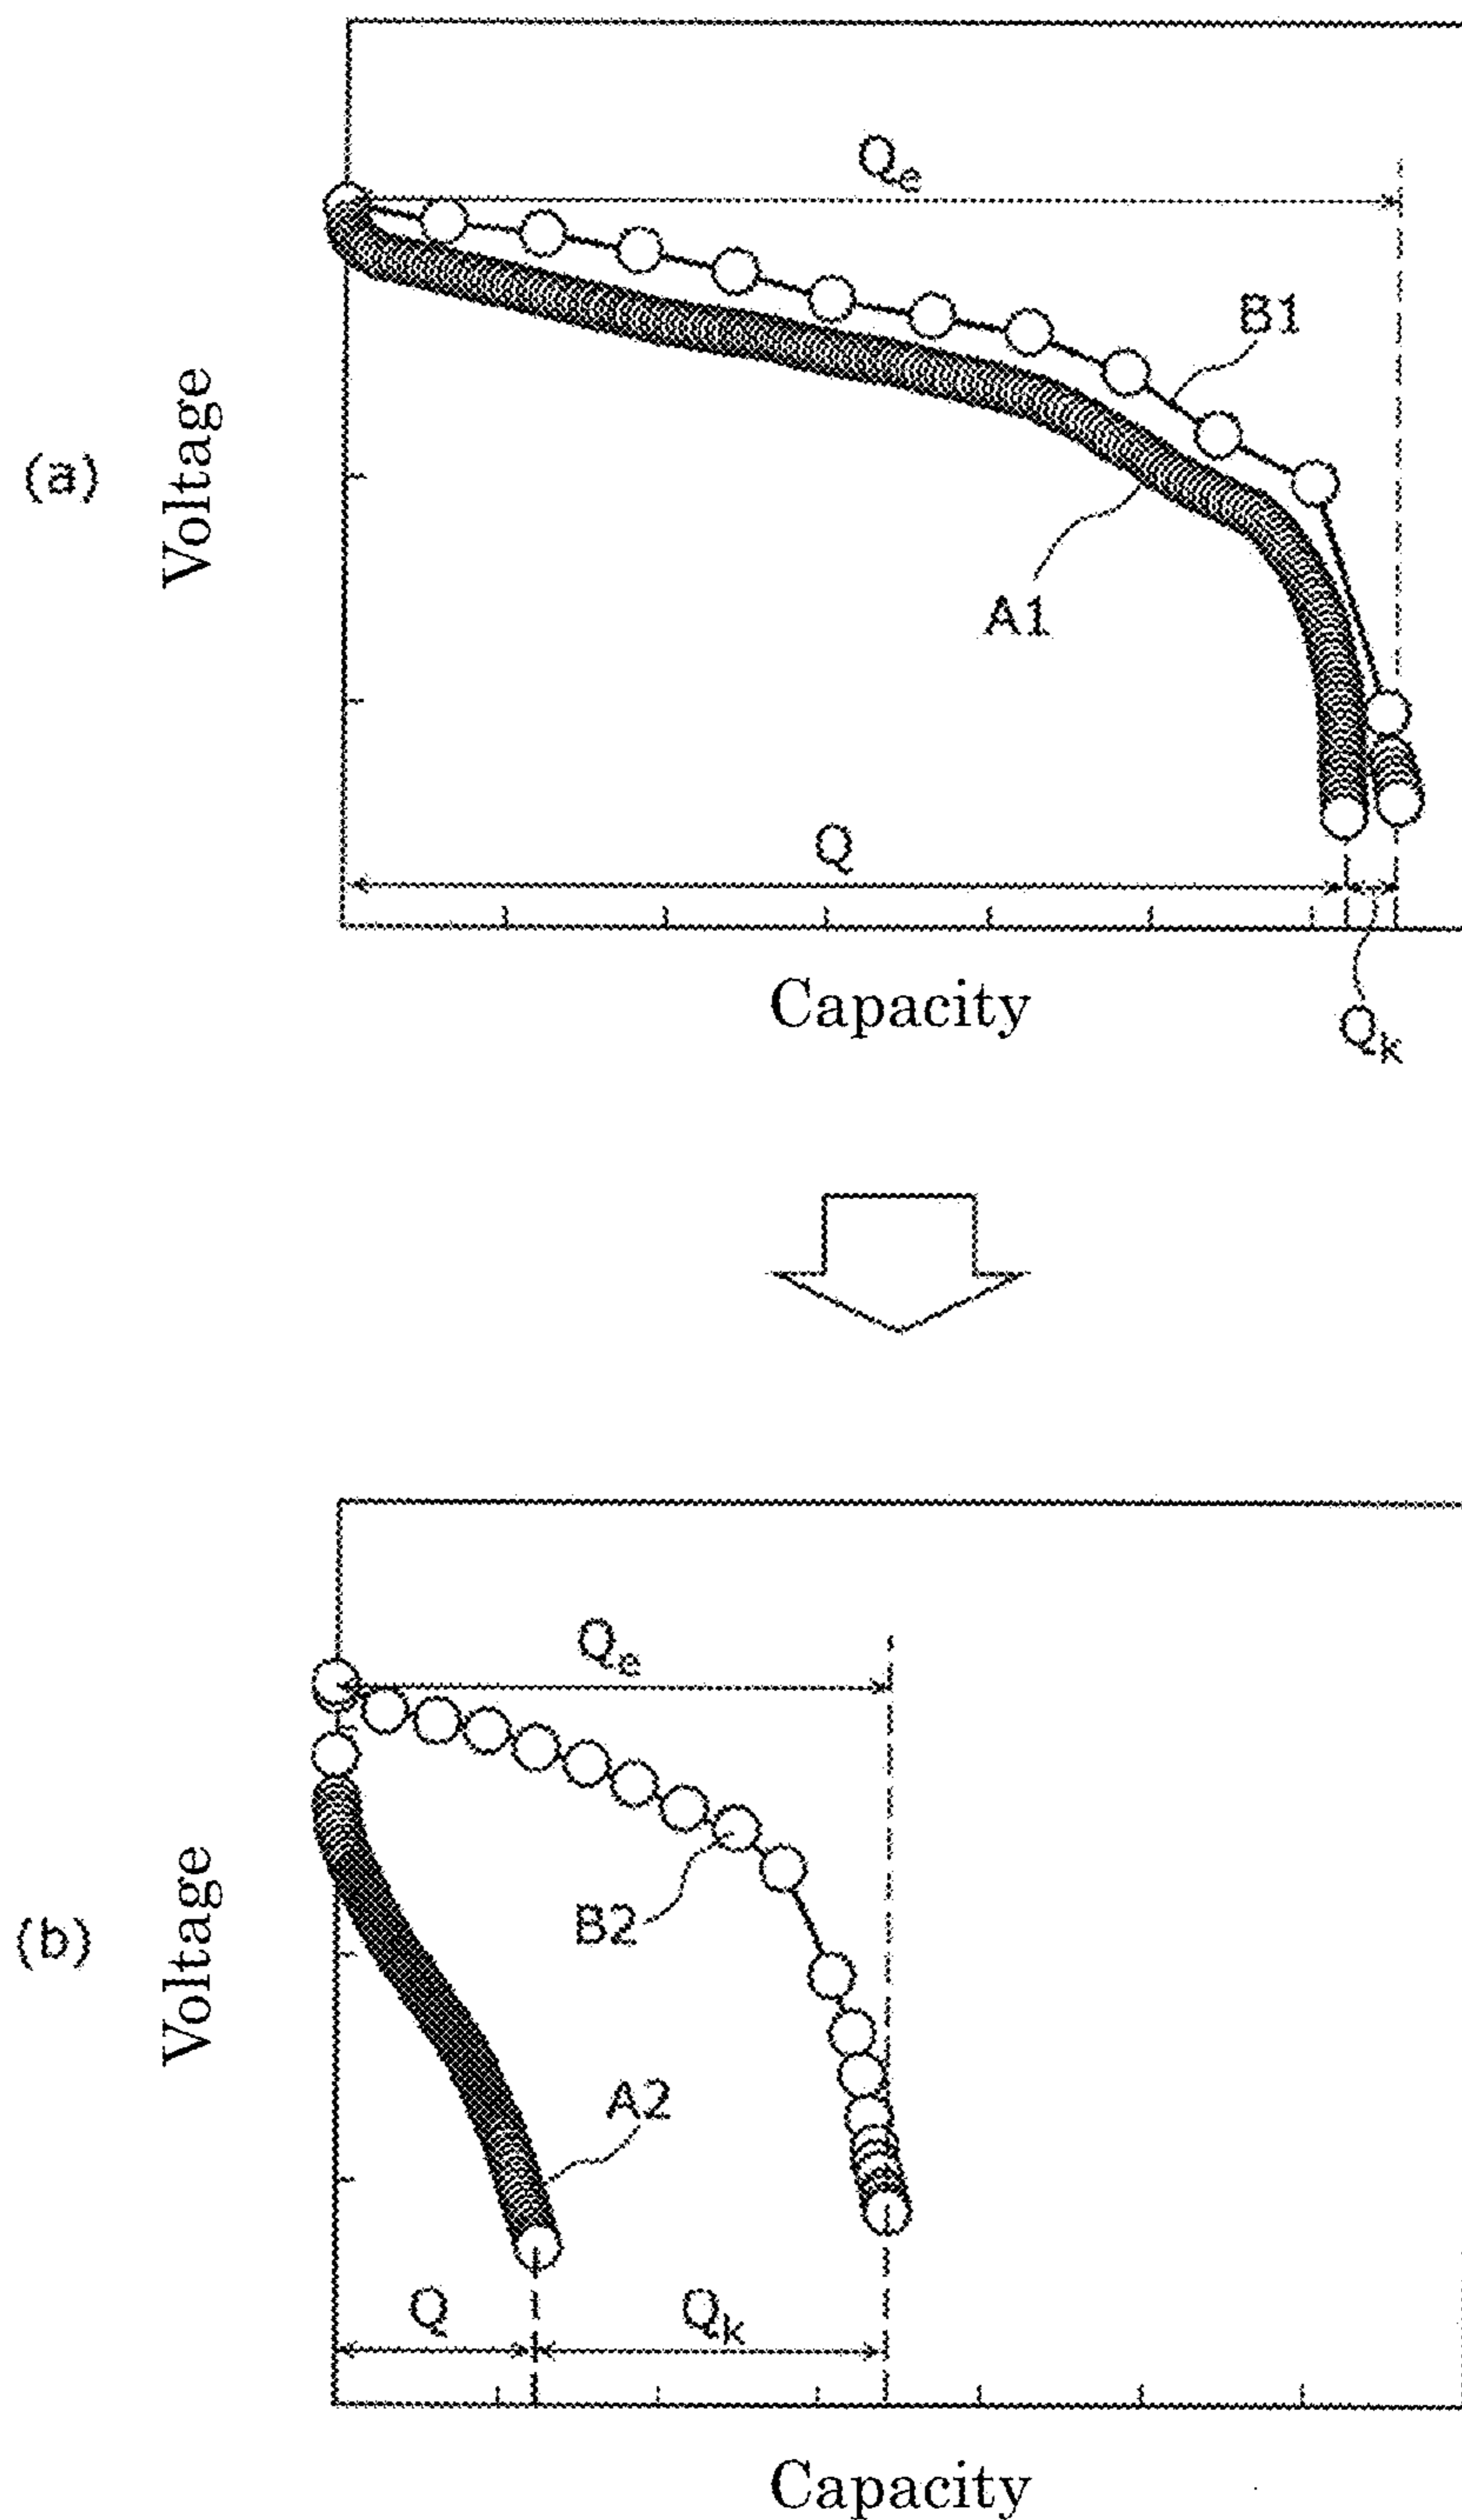 (a)
Voltage
Qe
B1
A1
Q
Capacity
Qk
(b)
Voltage
Qe
B2
A2
Q
Qk
Capacity